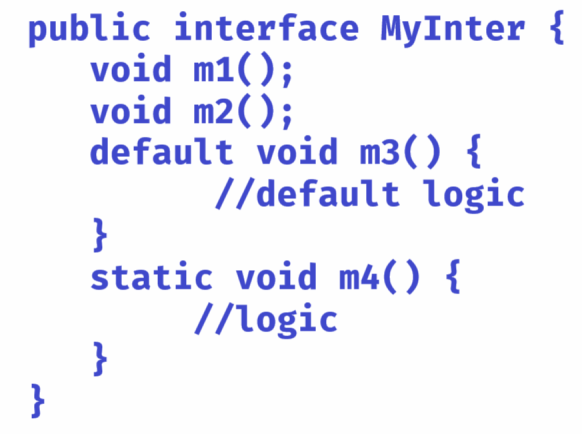 public interface MyInter {
void m1();
void m2();
default void m3() {
//default logic
}
static void m4() {
//logic
}
}